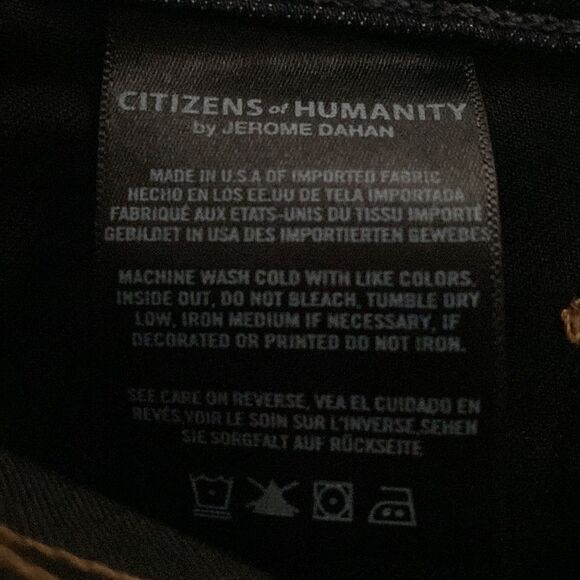 CITIZENS of HUMANITY
by JEROME DAHAN
MADE IN U.S.A OF IMPORTED FABRIC
HECHO EN LOS EE.UU DE TELA IMPORTADA
FABRIQUÉ AUX ETATS-UNIS DU TISSU IMPORTÉ
GEBILDET IN USA DES IMPORTIERTEN GEWEBES
MACHINE WASH COLD WITH LIKE COLORS,
INSIDE OUT, DO NOT BLEACH, TUMBLE DRY
LOW, IRON MEDIUM IF NECESSARY, IF
DECORATED OR PRINTED DO NOT IRON.
SEE CARE ON REVERSE, VEA EL CUIDADO EN
REVÉS,VOIR LE SOIN SUR L'INVERSE,SEHEN
SIE SORGFALT AUF RÜCKSEITE